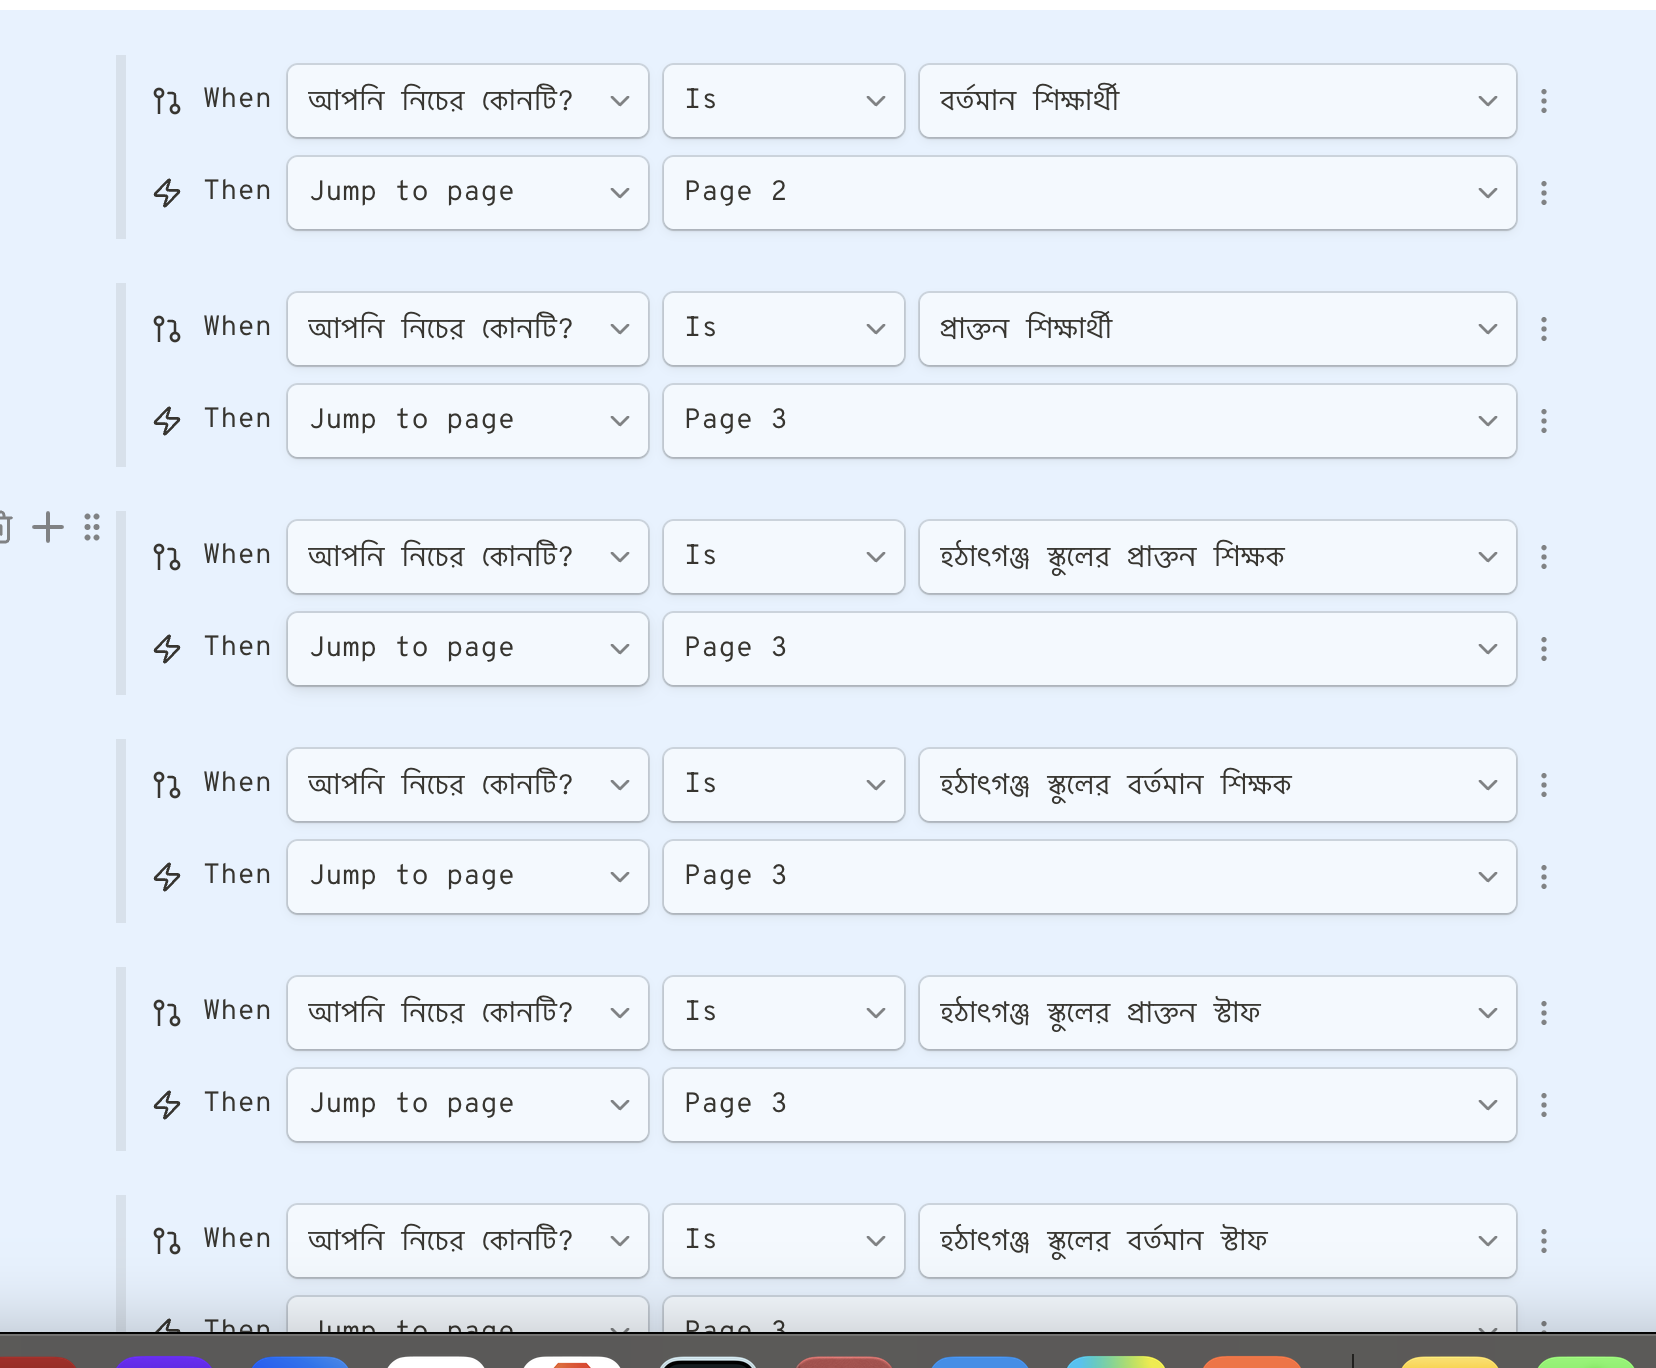 When আপনি নিচের কোনটি? Is বর্তমান শিক্ষার্থী
Then Jump to page Page 2
When আপনি নিচের কোনটি? Is প্রাক্তন শিক্ষার্থী
Then Jump to page Page 3
When আপনি নিচের কোনটি? Is হঠাৎগঞ্জ স্কুলের প্রাক্তন শিক্ষক
Then Jump to page Page 3
When আপনি নিচের কোনটি? Is হঠাৎগঞ্জ স্কুলের বর্তমান শিক্ষক
Then Jump to page Page 3
When আপনি নিচের কোনটি? Is হঠাৎগঞ্জ স্কুলের প্রাক্তন স্টাফ
Then Jump to page Page 3
When আপনি নিচের কোনটি? Is হঠাৎগঞ্জ স্কুলের বর্তমান স্টাফ
Then Jump to page Page 3